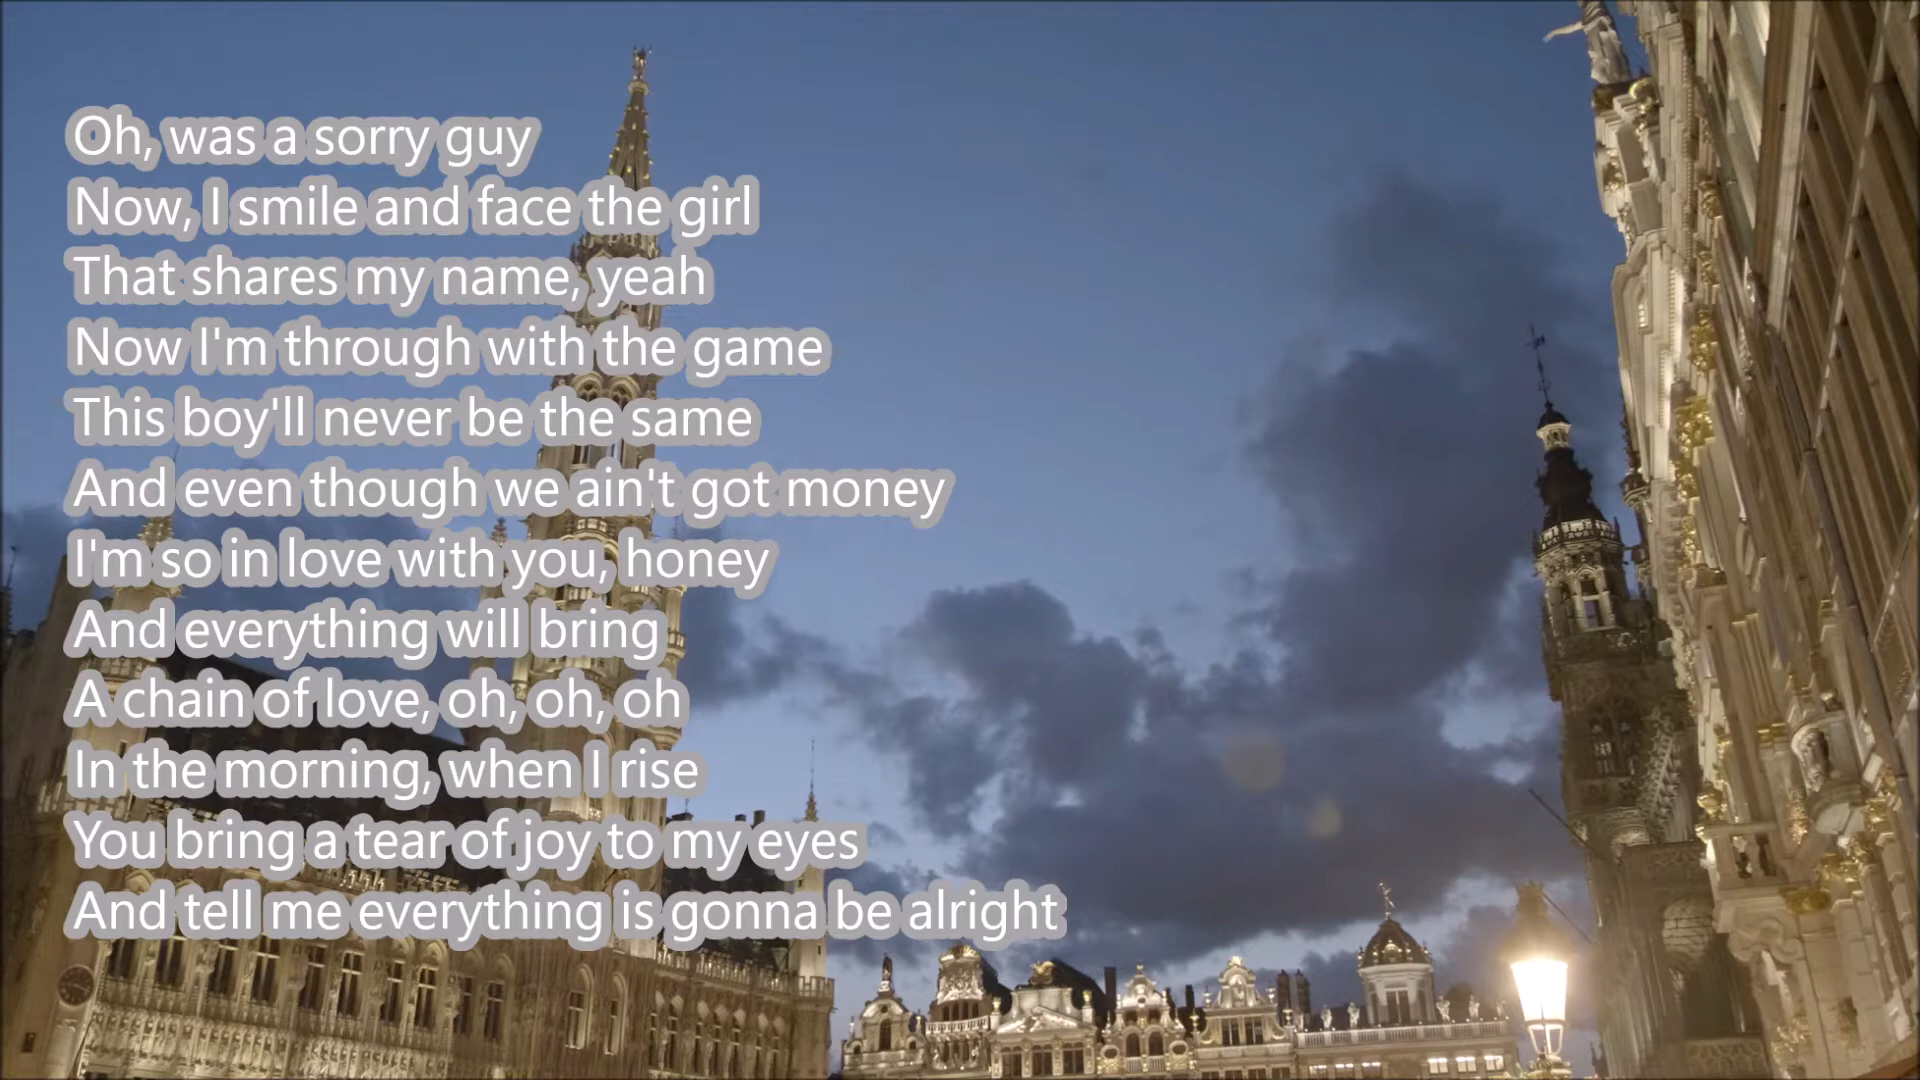 Oh, was a sorry guy
Now, I smile and face the girl
That shares my name, yeah
Now I'm through with the game
This boy'll never be the same
And even though we ain't got money
I'm so in love with you, honey
And everything will bring
A chain of love, oh, oh, oh
In the morning, when I rise
You bring a tear of joy to my eyes
And tell me everything is gonna be alright